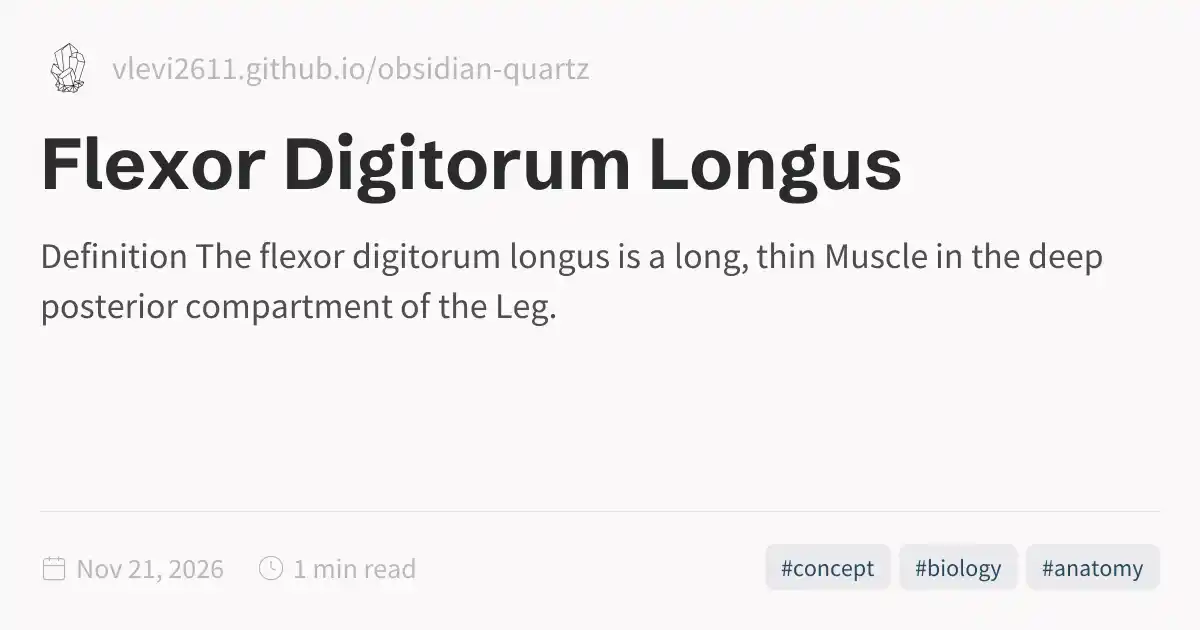 vlevi2611.github.io/obsidian-quartz
Flexor Digitorum Longus
Definition The flexor digitorum longus is a long, thin Muscle in the deep
posterior compartment of the Leg.
Nov 21, 2026 1 min read #concept #biology #anatomy